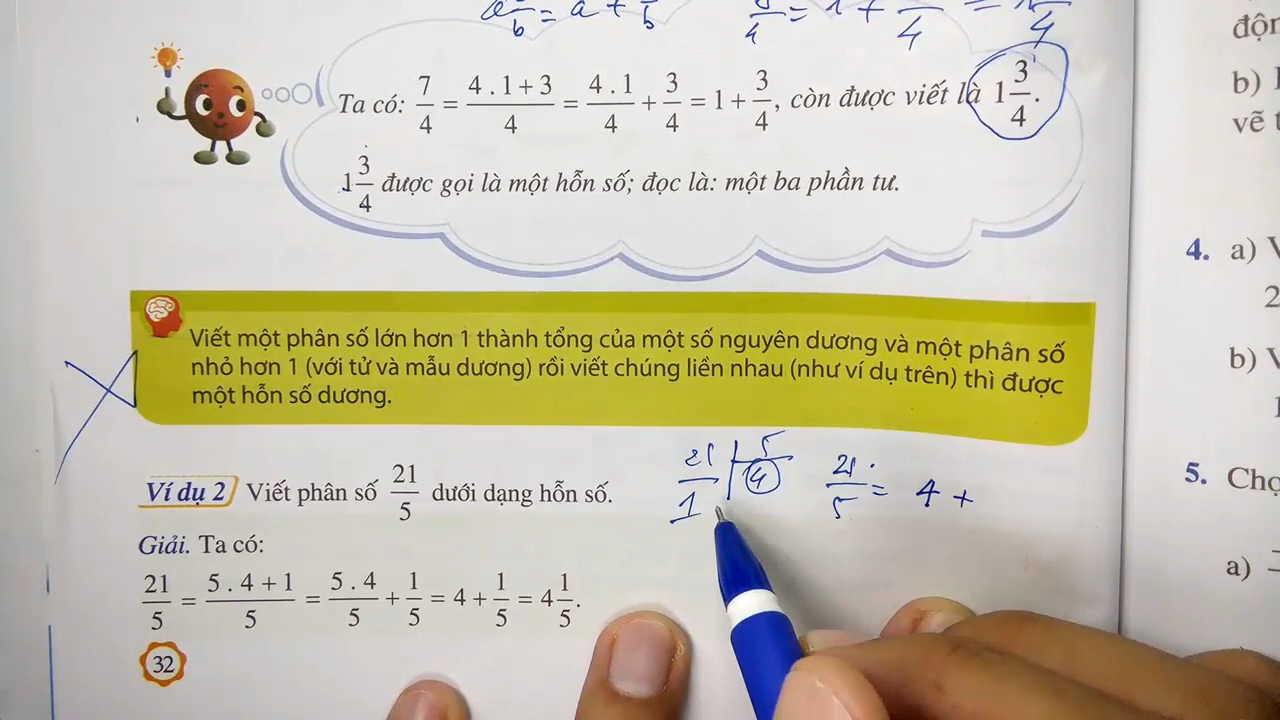 a/b = a +
Ta có: 7/4 = (4 . 1 + 3)/4 = (4 . 1)/4 + 3/4 = 1 + 3/4, còn được viết là 1 3/4.
1 3/4 được gọi là một hỗn số; đọc là: một ba phần tư.
Viết một phân số lớn hơn 1 thành tổng của một số nguyên dương và một phân số
nhỏ hơn 1 (với tử và mẫu dương) rồi viết chúng liền nhau (như ví dụ trên) thì được
một hỗn số dương.
21 | 5
1 | 4
21/5 = 4 +
Ví dụ 2 Viết phân số 21/5 dưới dạng hỗn số.
Giải. Ta có:
21/5 = (5 . 4 + 1)/5 = (5 . 4)/5 + 1/5 = 4 + 1/5 = 4 1/5.
32
b)
vẽ
4. a)
2
b)
5. Chọ
a)